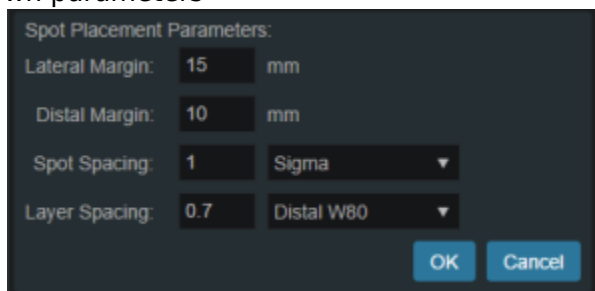 Spot Placement Parameters:
Lateral Margin: 15 mm
Distal Margin: 10 mm
Spot Spacing: 1 Sigma
Layer Spacing: 0.7 Distal W80
OK Cancel